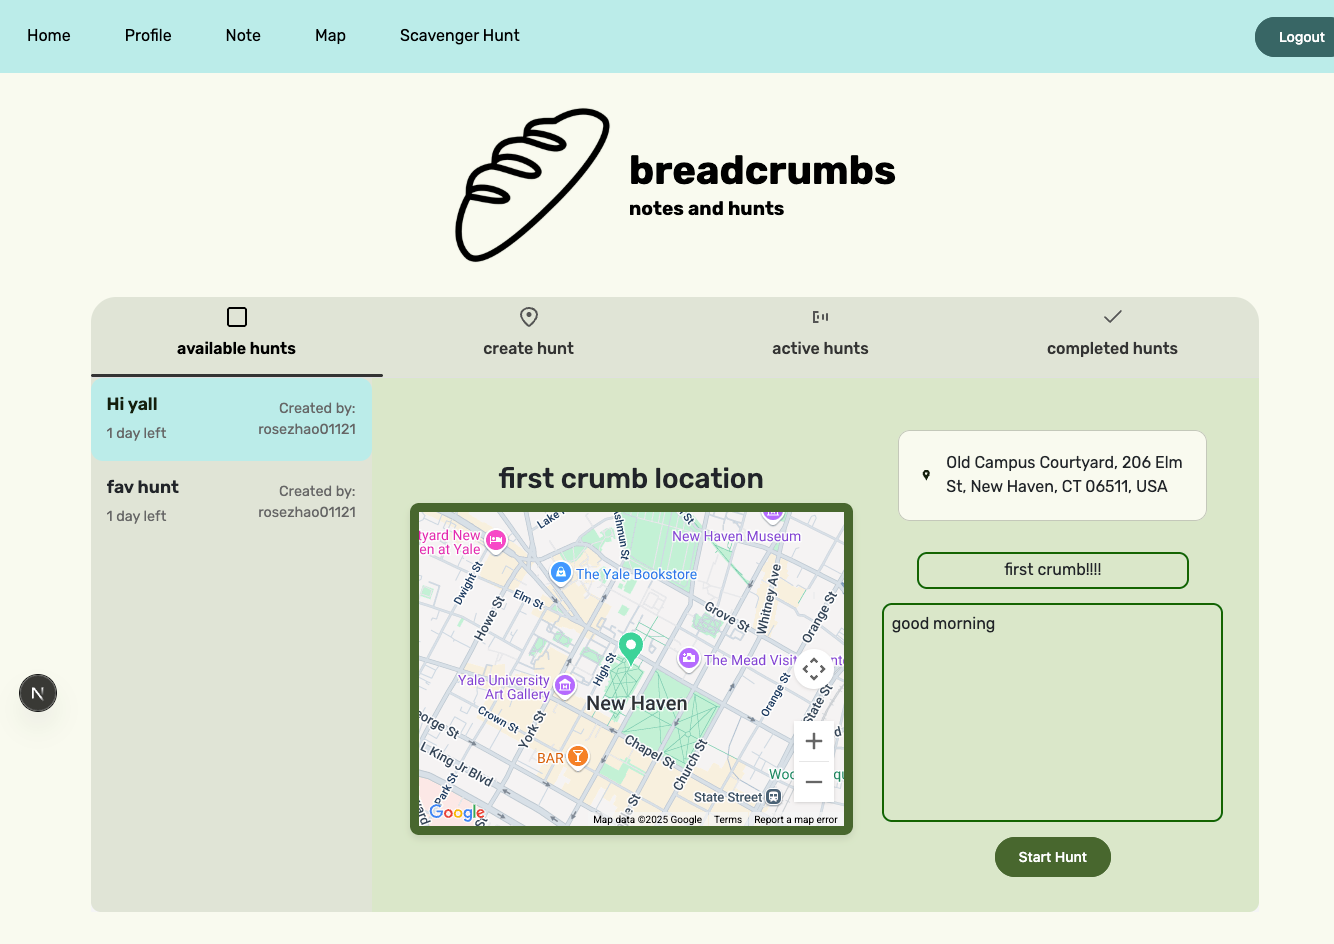 Home Profile Note Map Scavenger Hunt Logout
breadcrumbs
notes and hunts
available hunts create hunt active hunts completed hunts
Hi yall
1 day left
Created by:
rosezhao01121
fav hunt
1 day left
Created by:
rosezhao01121
N
first crumb location
Lake
New Haven Museum
yard New
en at Yale
The Yale Bookstore
Dwight St
Elm St
Howe St
Grove St
Whitney Ave
Orange St
High St
The Mead Visit
Yale University
Art Gallery
New Haven
Orange St
State St
Crown St
York St
Chapel St
Church St
BAR
L King Jr Blvd
Park St
State Street
Google
Map data ©2025 Google Terms Report a map error
Old Campus Courtyard, 206 Elm
St, New Haven, CT 06511, USA
first crumb!!!!
good morning
Start Hunt